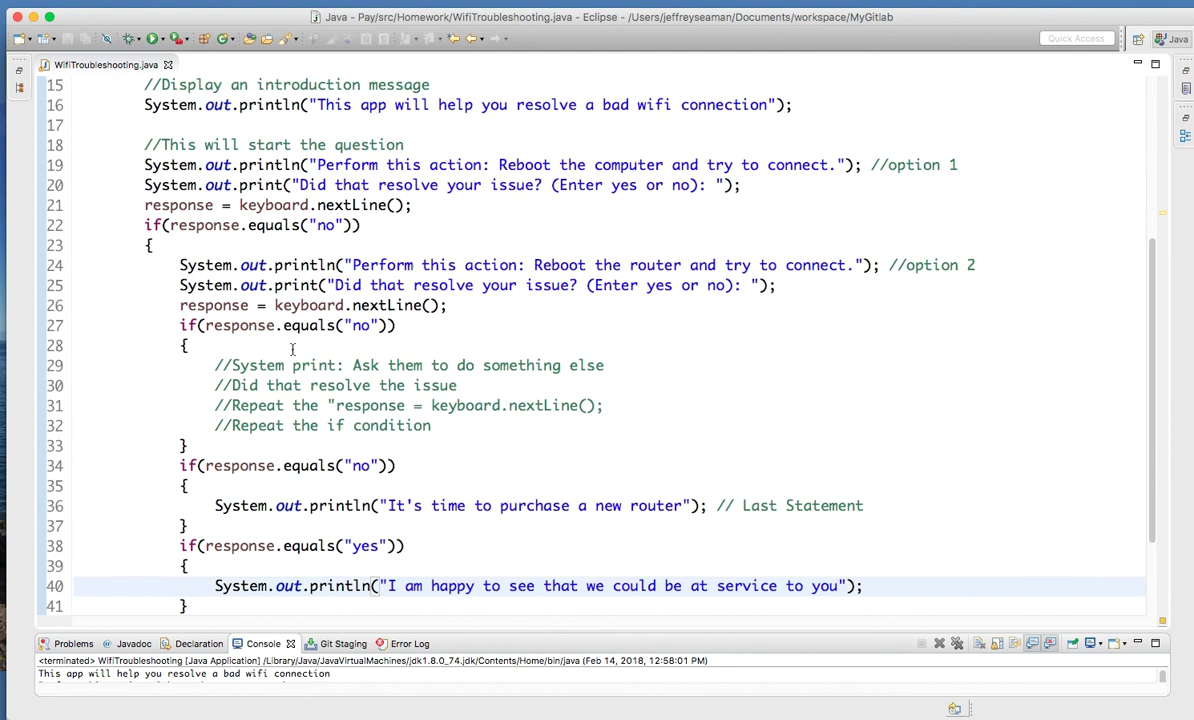 Java - Pay/src/Homework/WifiTroubleshooting.java - Eclipse - /Users/jeffreyseaman/Documents/workspace/MyGitlab
Quick Access
Java
WifiTroubleshooting.java
15 //Display an introduction message
16 System.out.println("This app will help you resolve a bad wifi connection");
17
18 //This will start the question
19 System.out.println("Perform this action: Reboot the computer and try to connect."); //option 1
20 System.out.print("Did that resolve your issue? (Enter yes or no): ");
21 response = keyboard.nextLine();
22 if(response.equals("no"))
23 {
24 System.out.println("Perform this action: Reboot the router and try to connect."); //option 2
25 System.out.print("Did that resolve your issue? (Enter yes or no): ");
26 response = keyboard.nextLine();
27 if(response.equals("no"))
28 {
29 //System print: Ask them to do something else
30 //Did that resolve the issue
31 //Repeat the "response = keyboard.nextLine();
32 //Repeat the if condition
33 }
34 if(response.equals("no"))
35 {
36 System.out.println("It's time to purchase a new router"); // Last Statement
37 }
38 if(response.equals("yes"))
39 {
40 System.out.println("I am happy to see that we could be at service to you");
41 }
Problems Javadoc Declaration Console Git Staging Error Log
<terminated> WifiTroubleshooting [Java Application] /Library/Java/JavaVirtualMachines/jdk1.8.0_74.jdk/Contents/Home/bin/java (Feb 14, 2018, 12:58:01 PM)
This app will help you resolve a bad wifi connection